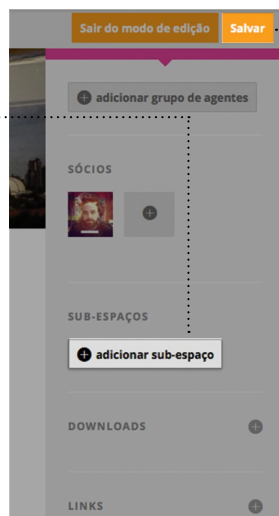 Sair do modo de edição
Salvar
adicionar grupo de agentes
SÓCIOS
SUB-ESPAÇOS
adicionar sub-espaço
DOWNLOADS
LINKS